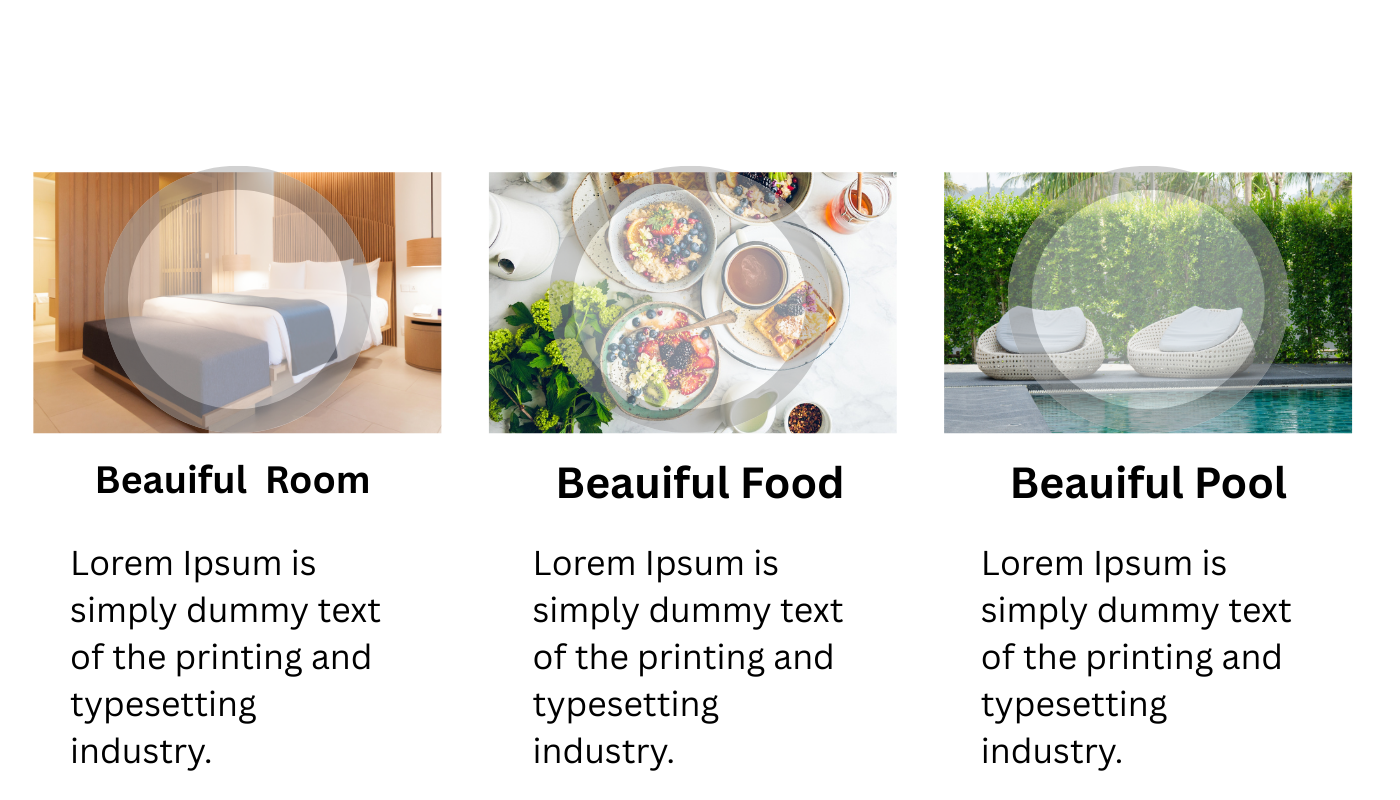 Beauiful  Room
Lorem Ipsum is
simply dummy text
of the printing and
typesetting
industry.
Beauiful Food
Lorem Ipsum is
simply dummy text
of the printing and
typesetting
industry.
Beauiful Pool
Lorem Ipsum is
simply dummy text
of the printing and
typesetting
industry.